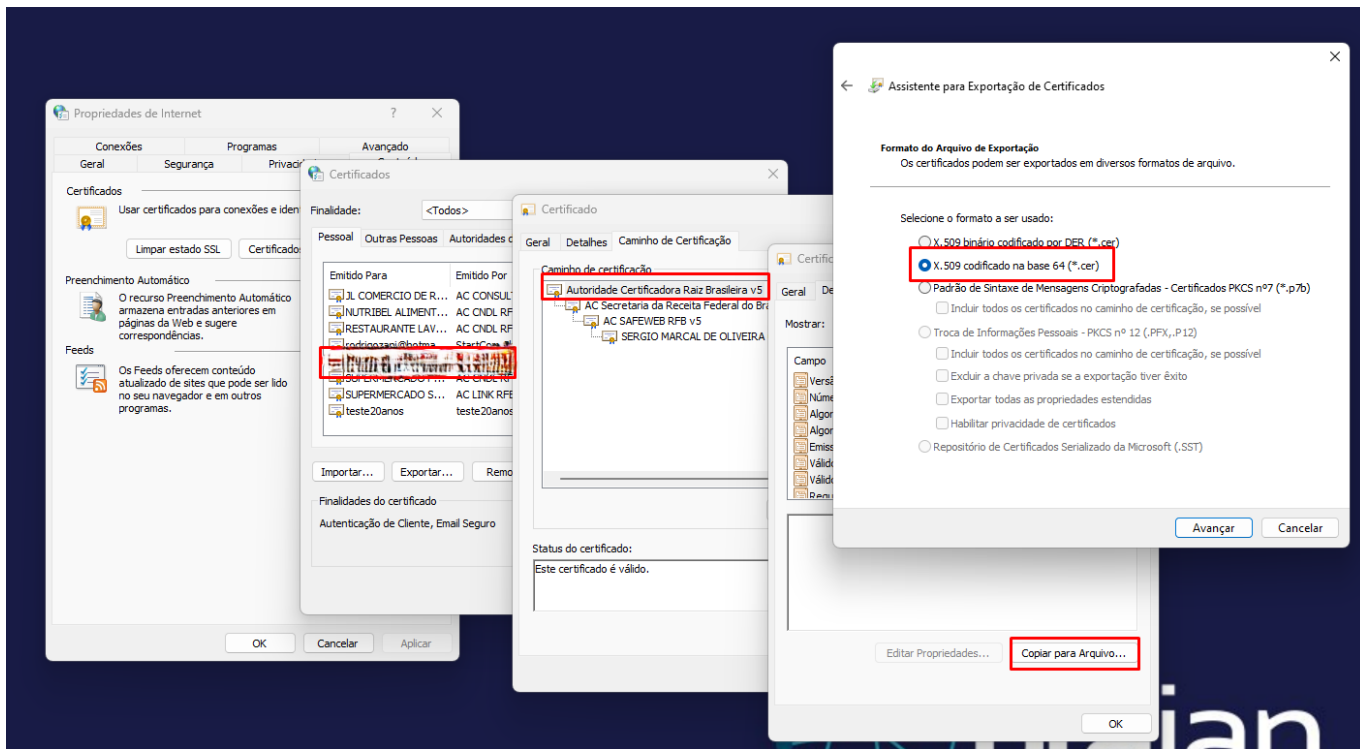 Propriedades de Internet
?
Conexões Programas Avançado
Geral Segurança
Certificados
Usar certificados para conexões e iden
Limpar estado SSL
Preenchimento Automático
O recurso Preenchimento Automático
armazena entradas anteriores em
páginas da Web e sugere
correspondências.
Feeds
Os Feeds oferecem conteúdo
atualizado de sites que pode ser lido
no seu navegador e em outros
programas.
OK Cancelar Aplicar
Certificados
Finalidade: <Todos>
Pessoal Outras Pessoas Autoridades
Emitido Para Emitido Por
JL COMERCIO DE R... AC CONSUL
NUTRIBEL ALIMENT... AC CNDL RF
RESTAURANTE LAV... AC CNDL RF
SUPERMERCADO S... AC LINK RFB
teste20anos teste20anos
Importar... Exportar... Remo
Finalidades do certificado
Autenticação de Cliente, Email Seguro
Certificado
Geral Detalhes Caminho de Certificação
Caminho de certificação
Autoridade Certificadora Raiz Brasileira v5
AC Secretaria da Receita Federal do Bra
AC SAFEWEB RFB v5
SERGIO MARCAL DE OLIVEIRA
Status do certificado:
Este certificado é válido.
Certific
Geral De
Mostrar:
Campo
Versã
Núme
Algor
Algor
Emiss
Válido
Válido
Editar Propriedades... Copiar para Arquivo...
OK
Assistente para Exportação de Certificados
Formato do Arquivo de Exportação
Os certificados podem ser exportados em diversos formatos de arquivo.
Selecione o formato a ser usado:
X.509 binário codificado por DER (*.cer)
X.509 codificado na base 64 (*.cer)
Padrão de Sintaxe de Mensagens Criptografadas - Certificados PKCS nº7 (*.p7b)
Incluir todos os certificados no caminho de certificação, se possível
Troca de Informações Pessoais - PKCS nº 12 (.PFX,.P12)
Incluir todos os certificados no caminho de certificação, se possível
Excluir a chave privada se a exportação tiver êxito
Exportar todas as propriedades estendidas
Habilitar privacidade de certificados
Repositório de Certificados Serializado da Microsoft (.SST)
Avançar Cancelar